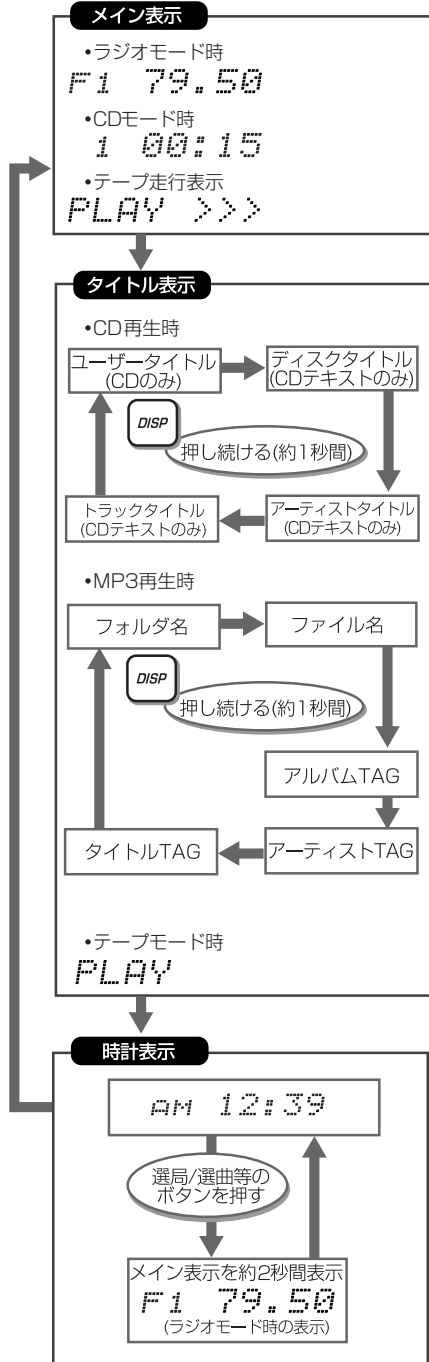 メイン表示
•ラジオモード時
F1 79.50
•CDモード時
1 00:15
•テープ走行表示
PLAY >>>
タイトル表示
•CD再生時
ユーザータイトル
(CDのみ)
ディスクタイトル
(CDテキストのみ)
DISP
押し続ける(約1秒間)
トラックタイトル
(CDテキストのみ)
アーティストタイトル
(CDテキストのみ)
•MP3再生時
フォルダ名
ファイル名
DISP
押し続ける(約1秒間)
アルバムTAG
タイトルTAG
アーティストTAG
•テープモード時
PLAY
時計表示
AM 12:39
選局/選曲等の
ボタンを押す
メイン表示を約2秒間表示
F1 79.50
(ラジオモード時の表示)